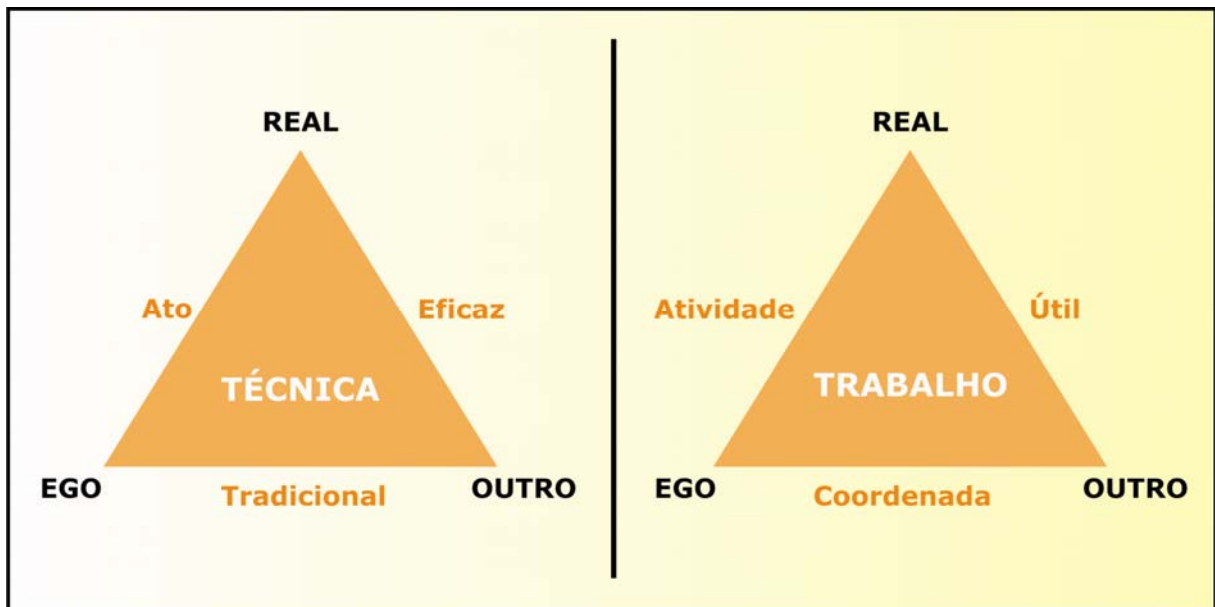 REAL
Ato
Eficaz
TÉCNICA
EGO
Tradicional
OUTRO
REAL
Atividade
Útil
TRABALHO
EGO
Coordenada
OUTRO